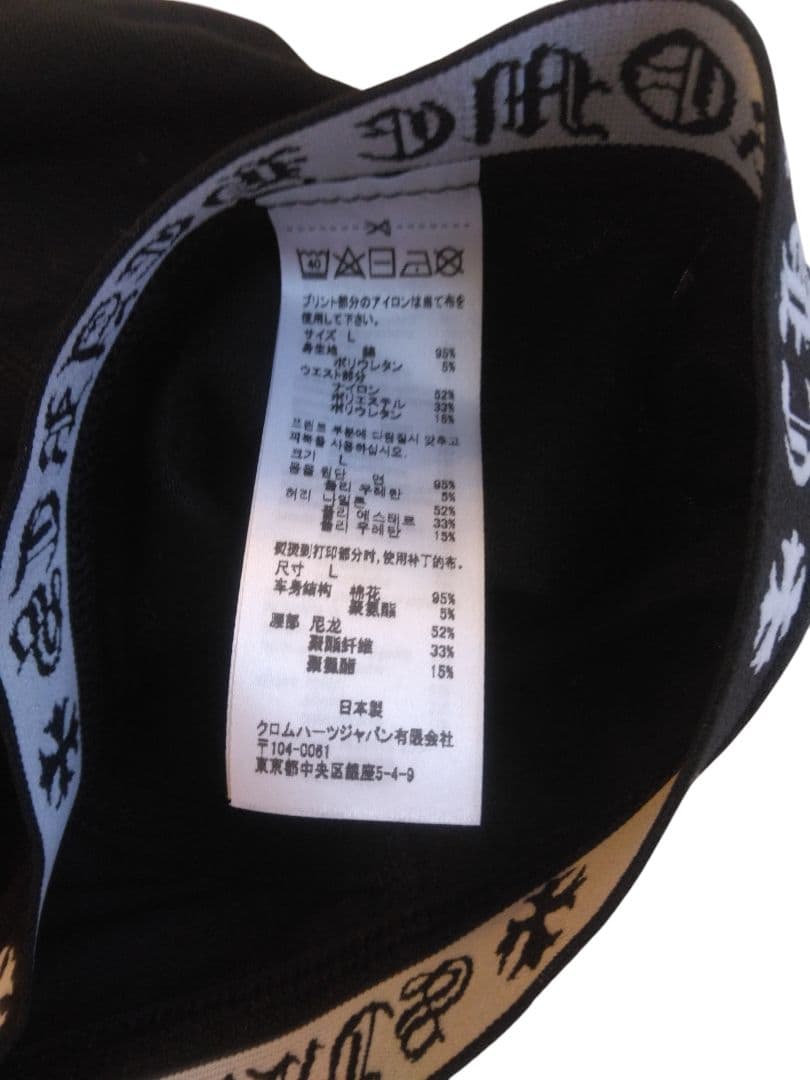 40
プリント部分のアイロンは当て布を
使用して下さい。
サイズ L
身生地 綿 95%
ポリウレタン 5%
ウエスト部分
ナイロン 52%
ポリエステル 33%
ポリウレタン 15%
프린트 부분에 다림질시 맞추고
사용하십시오.
크기 L
몸몸 원단 면 95%
폴리 우레탄 5%
허리 나일론 52%
폴리 에스테르 33%
폴리 우레탄 15%
熨烫到打印部分时,使用补丁的布。
尺寸 L
车身结构 棉花 95%
聚氨酯 5%
腰部 尼龙 52%
聚酯纤维 33%
聚氨酯 15%
日本製
クロムハーツジャパン有限会社
〒104-0061
東京都中央区銀座5-4-9